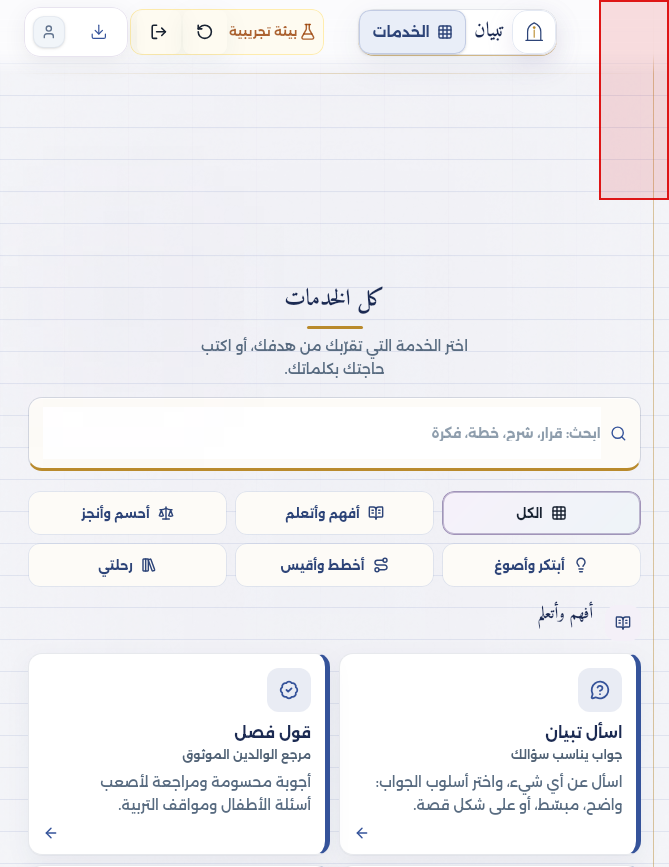 تبيان
الخدمات
بيئة تجريبية
كل الخدمات
اختر الخدمة التي تقرّبك من هدفك، أو اكتب
حاجتك بكلماتك.
ابحث: قرار، شرح، خطة، فكرة
الكل
أفهم وأتعلم
أحسم وأنجز
أبتكر وأصوغ
أخطط وأقيس
رحلتي
أفهم وأتعلم
اسأل تبيان
جواب يناسب سؤالك
اسأل عن أي شيء، واختر أسلوب الجواب:
واضح، مبسّط، أو على شكل قصة.
قول فصل
مرجع الوالدين الموثوق
أجوبة محسومة ومراجعة لأصعب
أسئلة الأطفال ومواقف التربية.